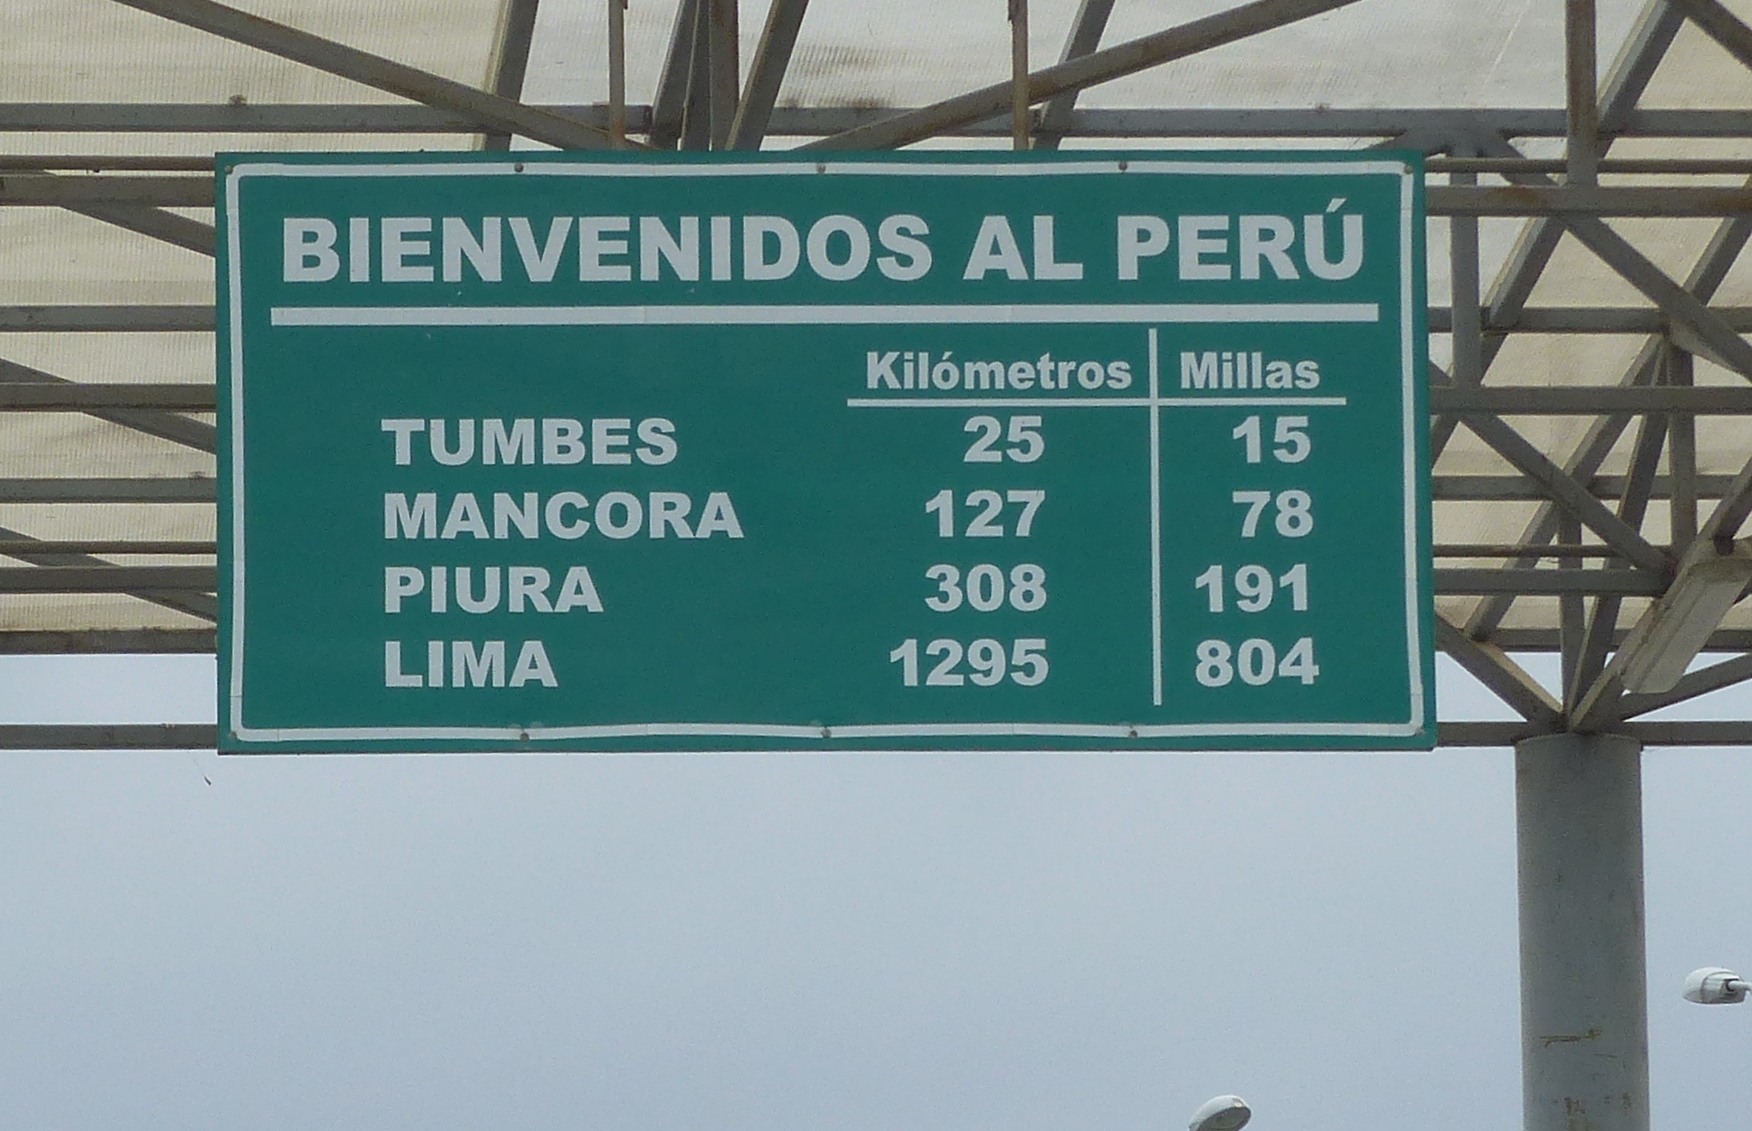 BIENVENIDOS AL PERÚ
Kilómetros Millas
TUMBES 25 15
MANCORA 127 78
PIURA 308 191
LIMA 1295 804